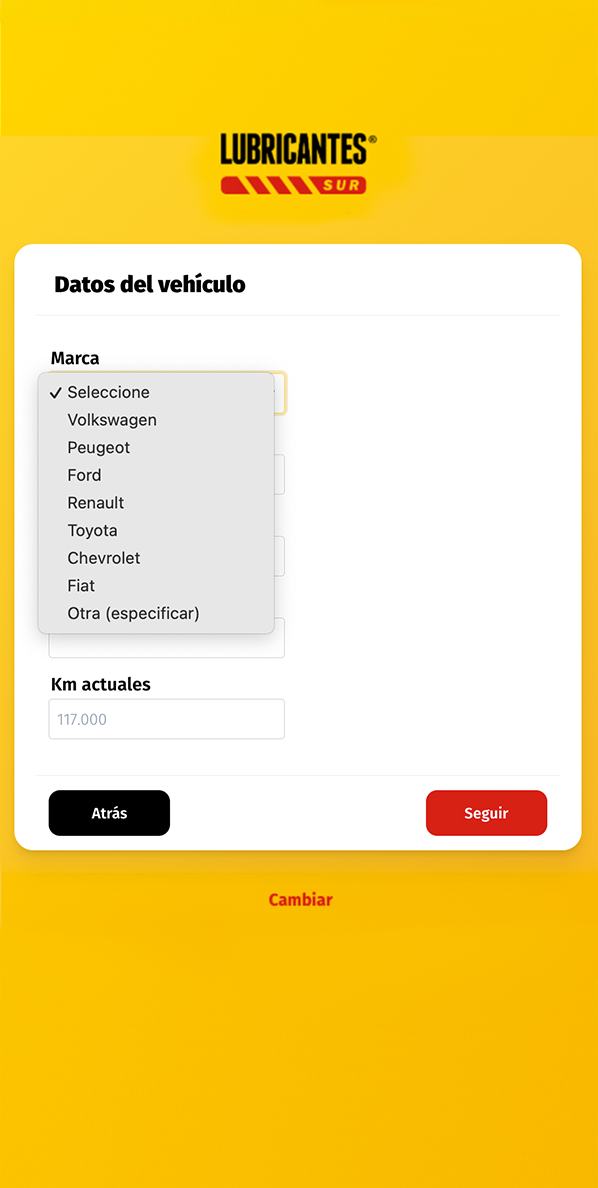 LUBRICANTES®
SUR
Datos del vehículo
Marca
✓ Seleccione
Volkswagen
Peugeot
Ford
Renault
Toyota
Chevrolet
Fiat
Otra (especificar)
Km actuales
117.000
Atrás
Seguir
Cambiar